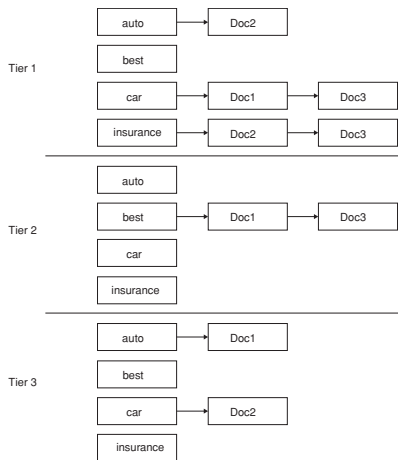 auto Doc2
best
Tier 1
car Doc1 Doc3
insurance Doc2 Doc3
auto
best Doc1 Doc3
Tier 2
car
insurance
auto Doc1
best
Tier 3
car Doc2
insurance